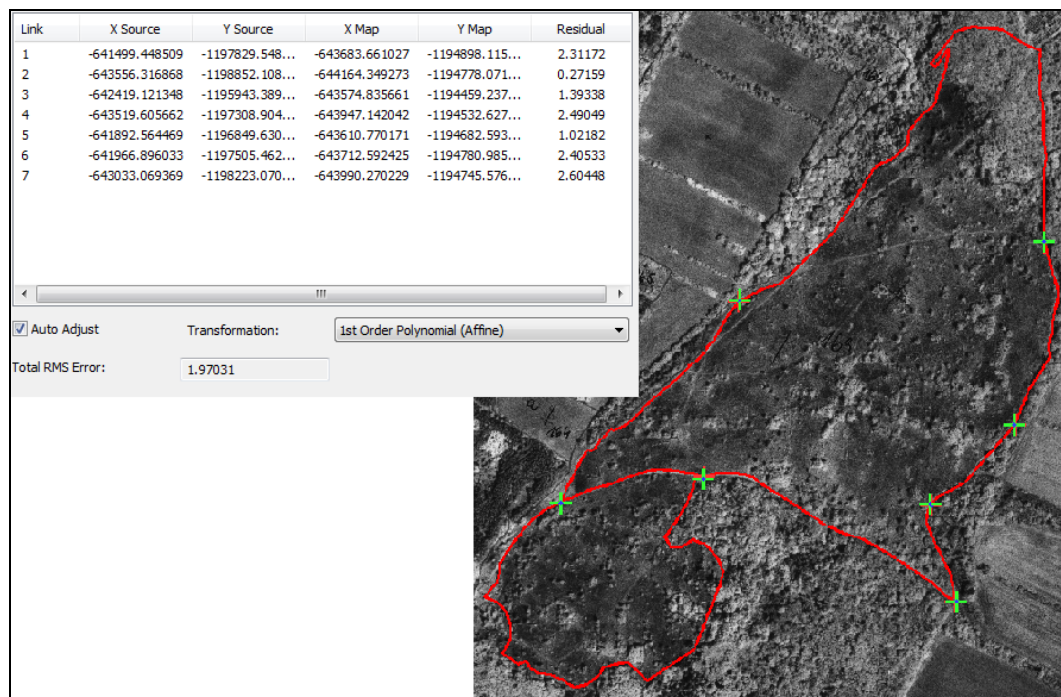 Link X Source Y Source X Map Y Map Residual
1 -641499.448509 -1197829.548... -643683.661027 -1194898.115... 2.31172
2 -643556.316868 -1198852.108... -644164.349273 -1194778.071... 0.27159
3 -642419.121348 -1195943.389... -643574.835661 -1194459.237... 1.39338
4 -643519.605662 -1197308.904... -643947.142042 -1194532.627... 2.49049
5 -641892.564469 -1196849.630... -643610.770171 -1194682.593... 1.02182
6 -641966.896033 -1197505.462... -643712.592425 -1194780.985... 2.40533
7 -643033.069369 -1198223.070... -643990.270229 -1194745.576... 2.60448
Auto Adjust Transformation: 1st Order Polynomial (Affine)
Total RMS Error: 1.97031